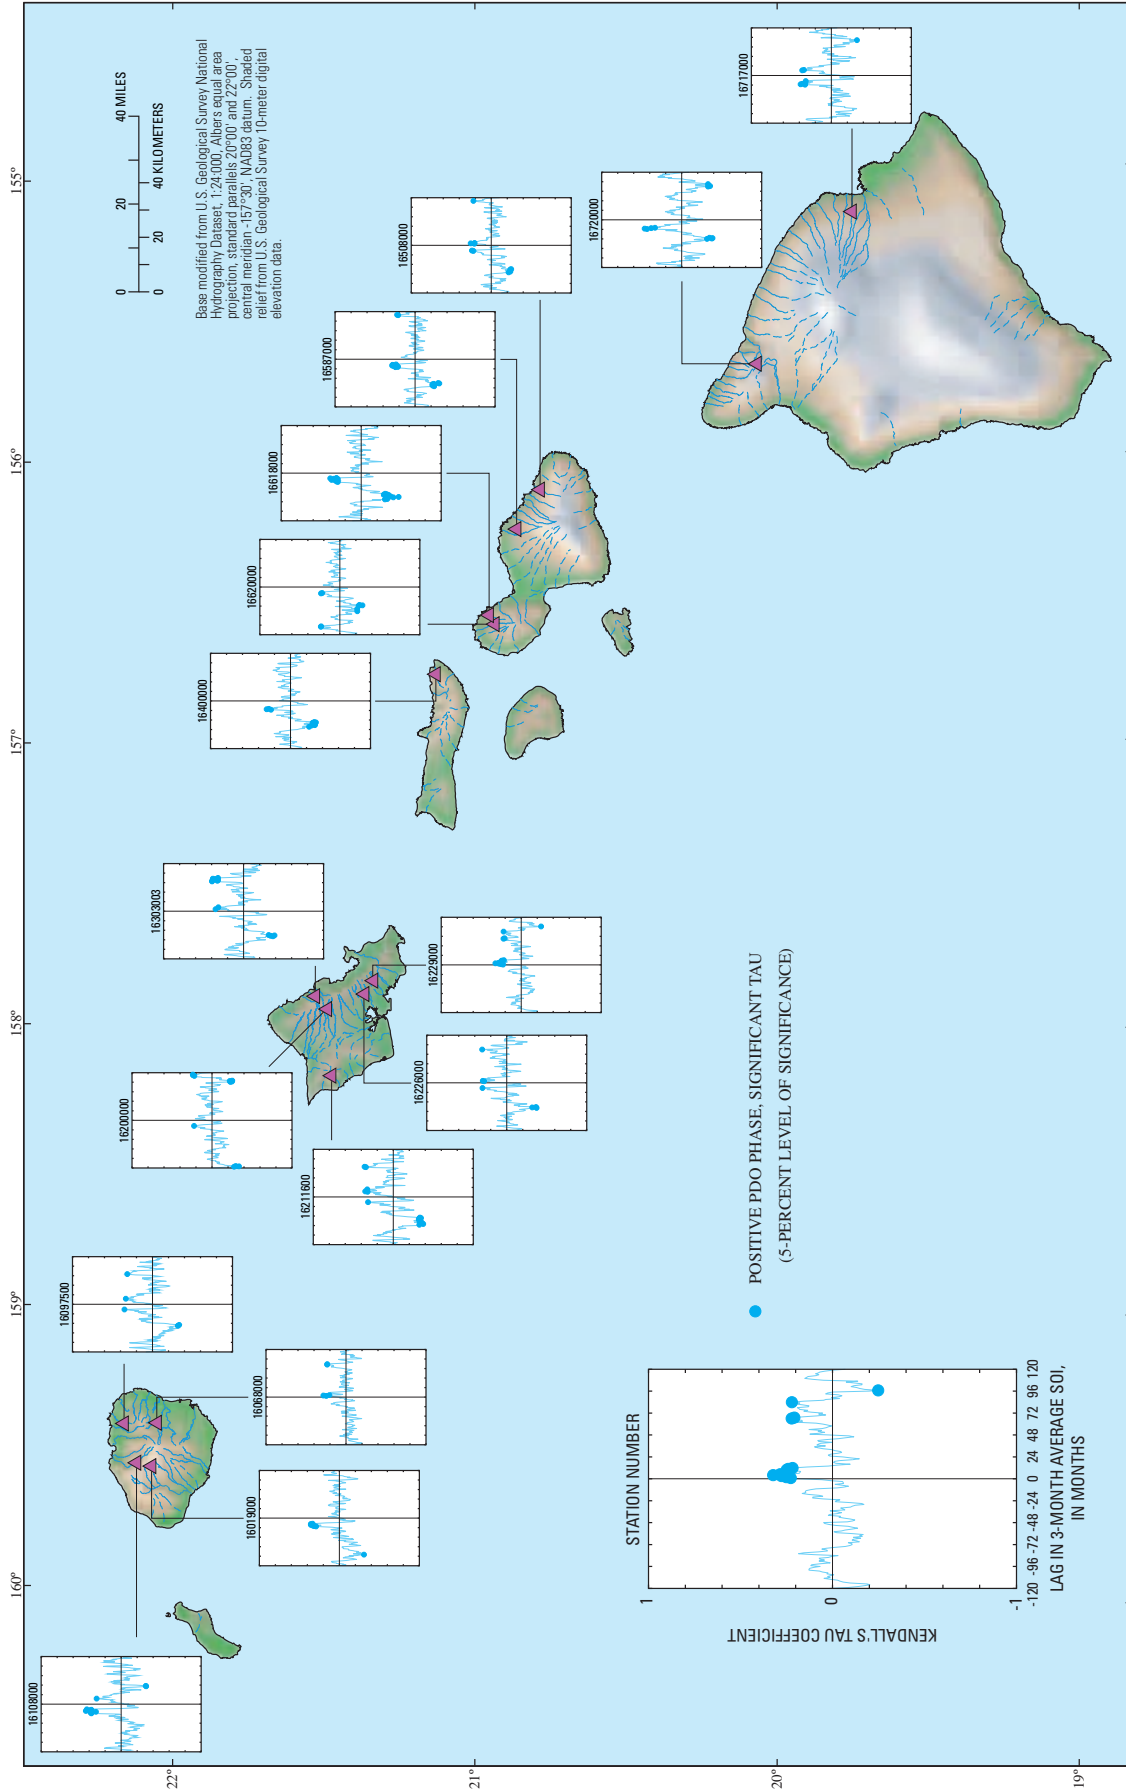 160°
159°
158°
157°
156°
155°
22°
21°
20°
19°
0
20
40 MILES
0
20
40 KILOMETERS
Base modified from U.S. Geological Survey National
Hydrography Dataset, 1:24:000, Albers equal area
projection, standard parallels 20°00' and 22°00',
central meridian -157°30', NAD83 datum. Shaded
relief from U.S. Geological Survey 10-meter digital
elevation data.
16108000
16019000
16068000
16097500
16211600
16200000
16226000
16229000
16303003
16400000
16620000
16618000
16587000
16508000
16720000
16717000
STATION NUMBER
KENDALL'S TAU COEFFICIENT
1
0
-1
-120 -96 -72 -48 -24 0 24 48 72 96 120
LAG IN 3-MONTH AVERAGE SOI,
IN MONTHS
POSITIVE PDO PHASE, SIGNIFICANT TAU
(5-PERCENT LEVEL OF SIGNIFICANCE)